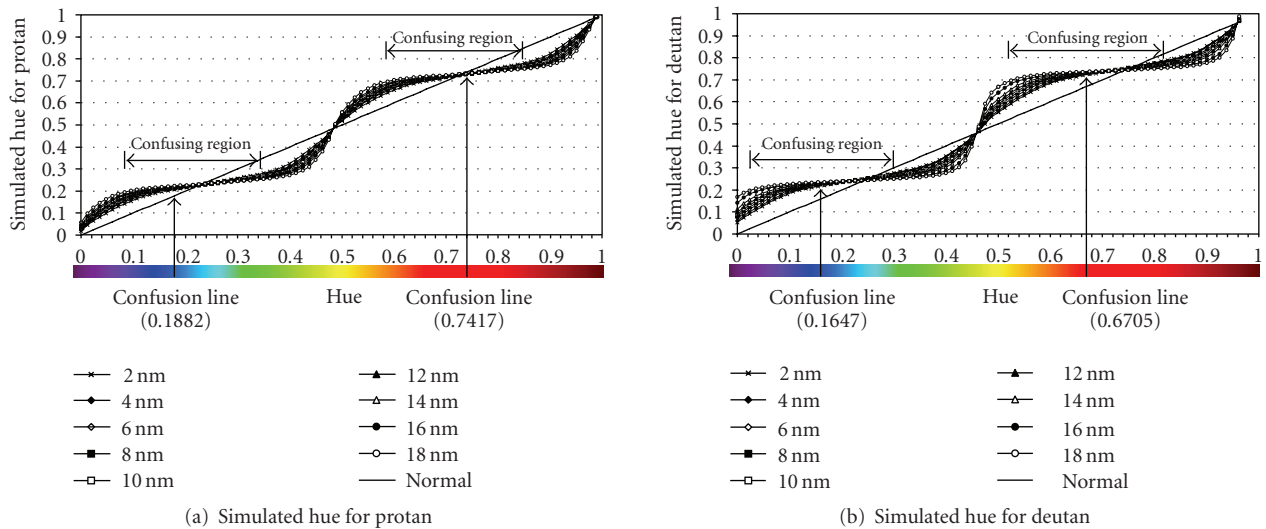 1
0.9
0.8
0.7
0.6
0.5
0.4
0.3
0.2
0.1
0
Simulated hue for protan
Confusing region
Confusing region
0 0.1 0.2 0.3 0.4 0.5 0.6 0.7 0.8 0.9 1
Confusion line
(0.1882)
Hue
Confusion line
(0.7417)
2 nm
4 nm
6 nm
8 nm
10 nm
12 nm
14 nm
16 nm
18 nm
Normal
(a) Simulated hue for protan
1
0.9
0.8
0.7
0.6
0.5
0.4
0.3
0.2
0.1
0
Simulated hue for deutan
Confusing region
Confusing region
0 0.1 0.2 0.3 0.4 0.5 0.6 0.7 0.8 0.9 1
Confusion line
(0.1647)
Hue
Confusion line
(0.6705)
2 nm
4 nm
6 nm
8 nm
10 nm
12 nm
14 nm
16 nm
18 nm
Normal
(b) Simulated hue for deutan